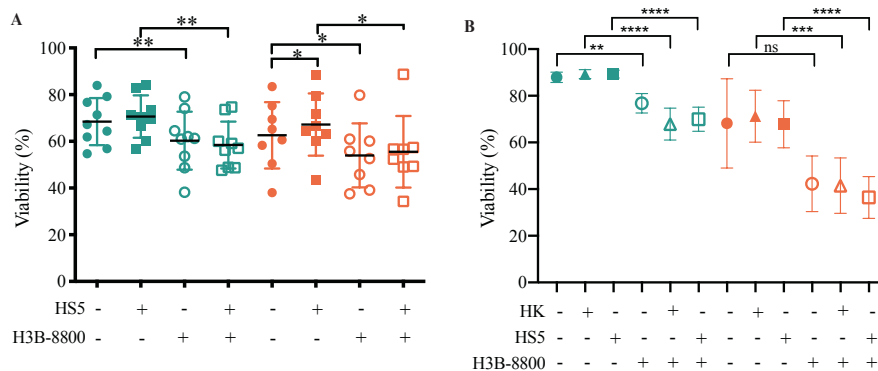 A
** *
** *
*
Viability (%)
100
80
60
40
20
0
HS5 - + - + - + - +
H3B-8800 - - + + - - + +
B
**** ****
**** ***
** ns
Viability (%)
100
80
60
40
20
0
HK - + - - + - - + - - + -
HS5 - - + - - + - - + - - +
H3B-8800 - - - + + + - - - + + +